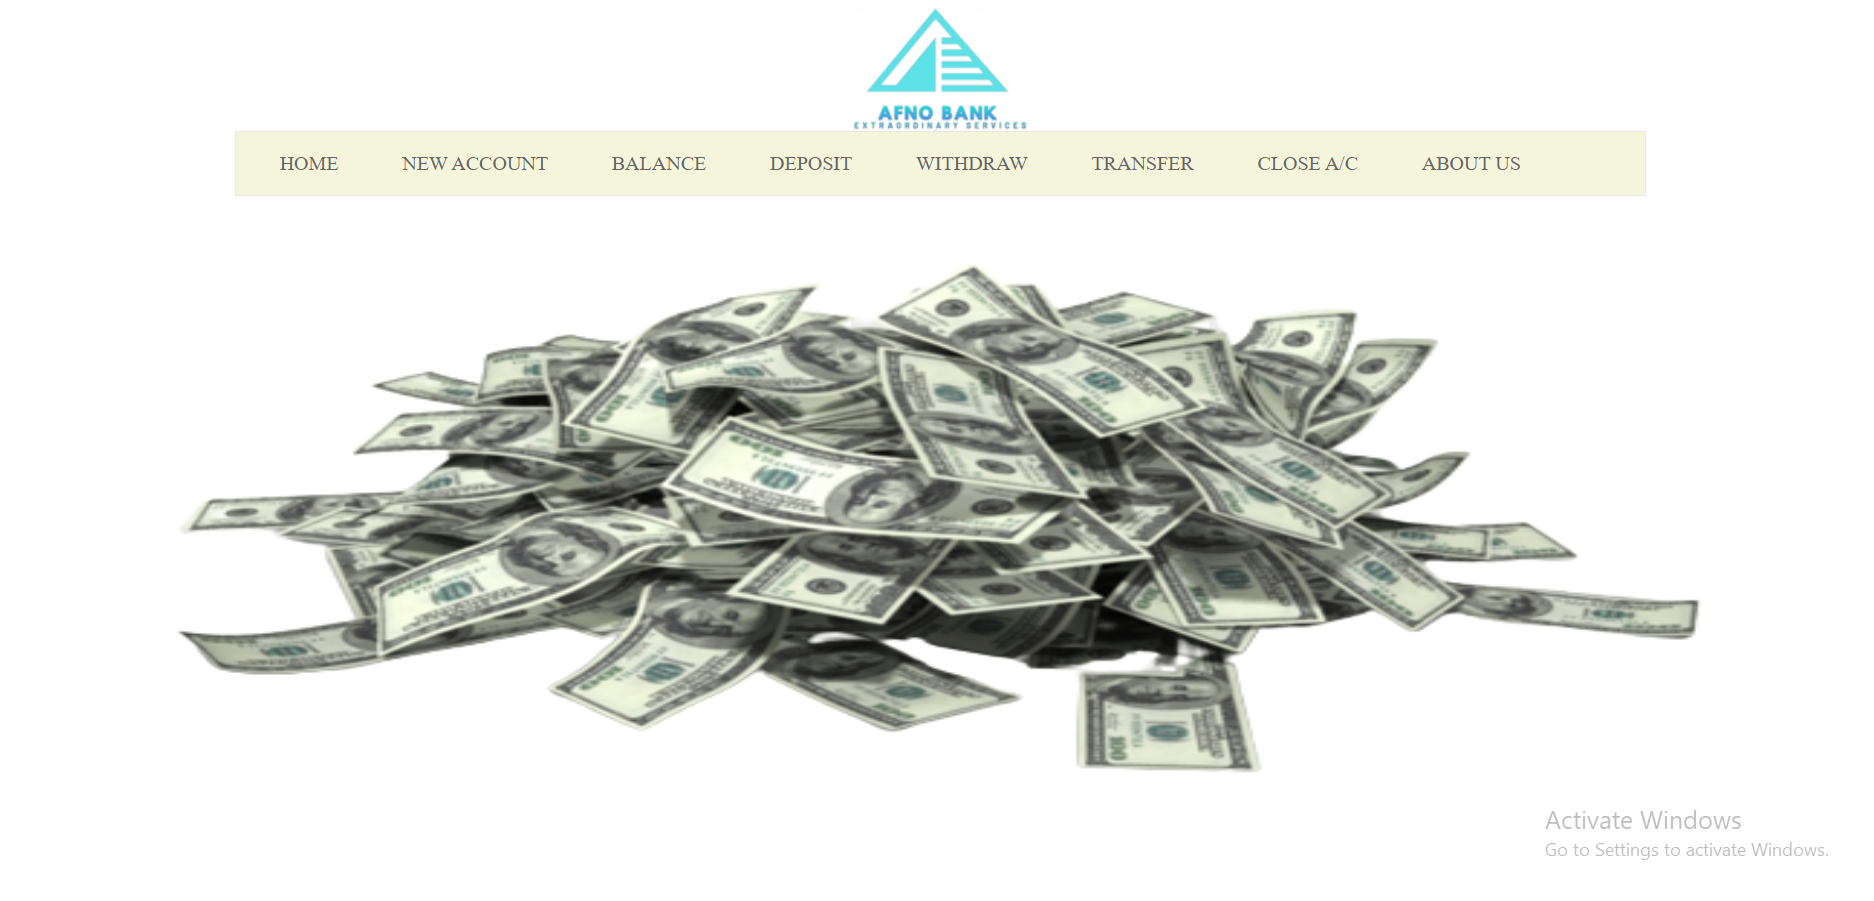 AFNO BANK
EXTRAORDINARY SERVICES
HOME NEW ACCOUNT BALANCE DEPOSIT WITHDRAW TRANSFER CLOSE A/C ABOUT US
Activate Windows
Go to Settings to activate Windows.